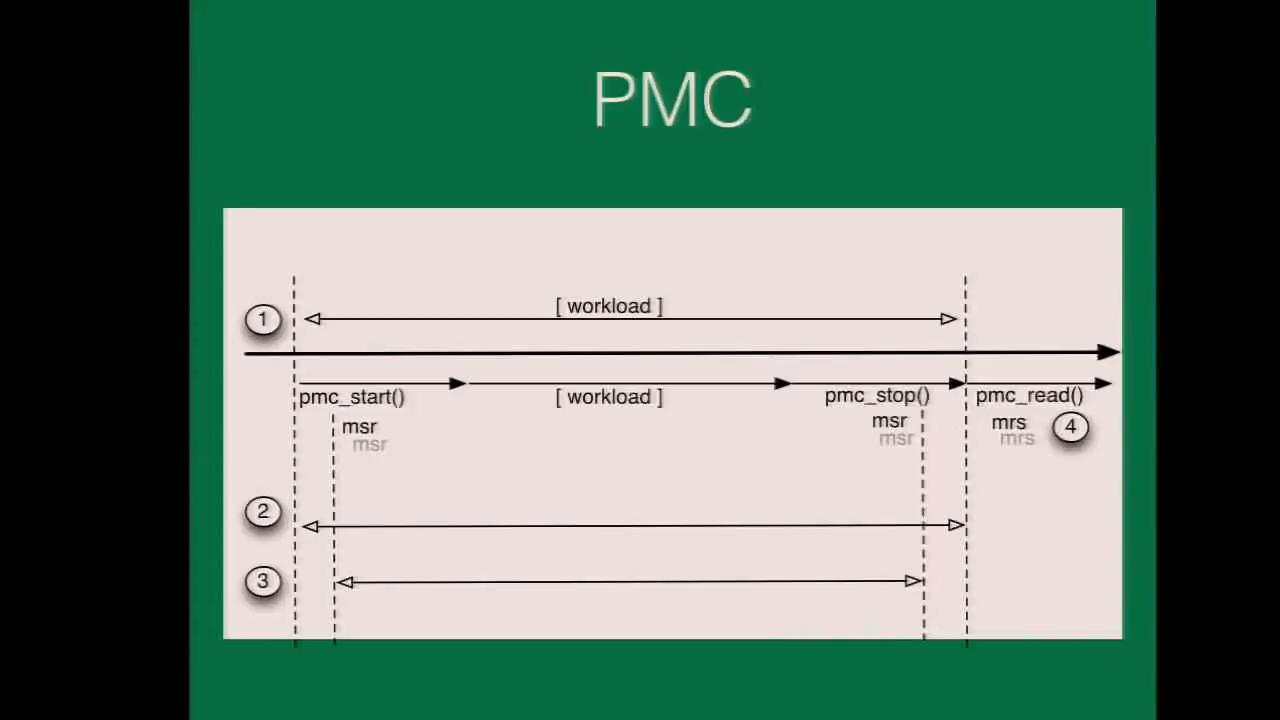 PMC
[ workload ]
1
pmc_start()
[ workload ]
pmc_stop()
pmc_read()
msr
msr
msr
msr
mrs
mrs
4
2
3